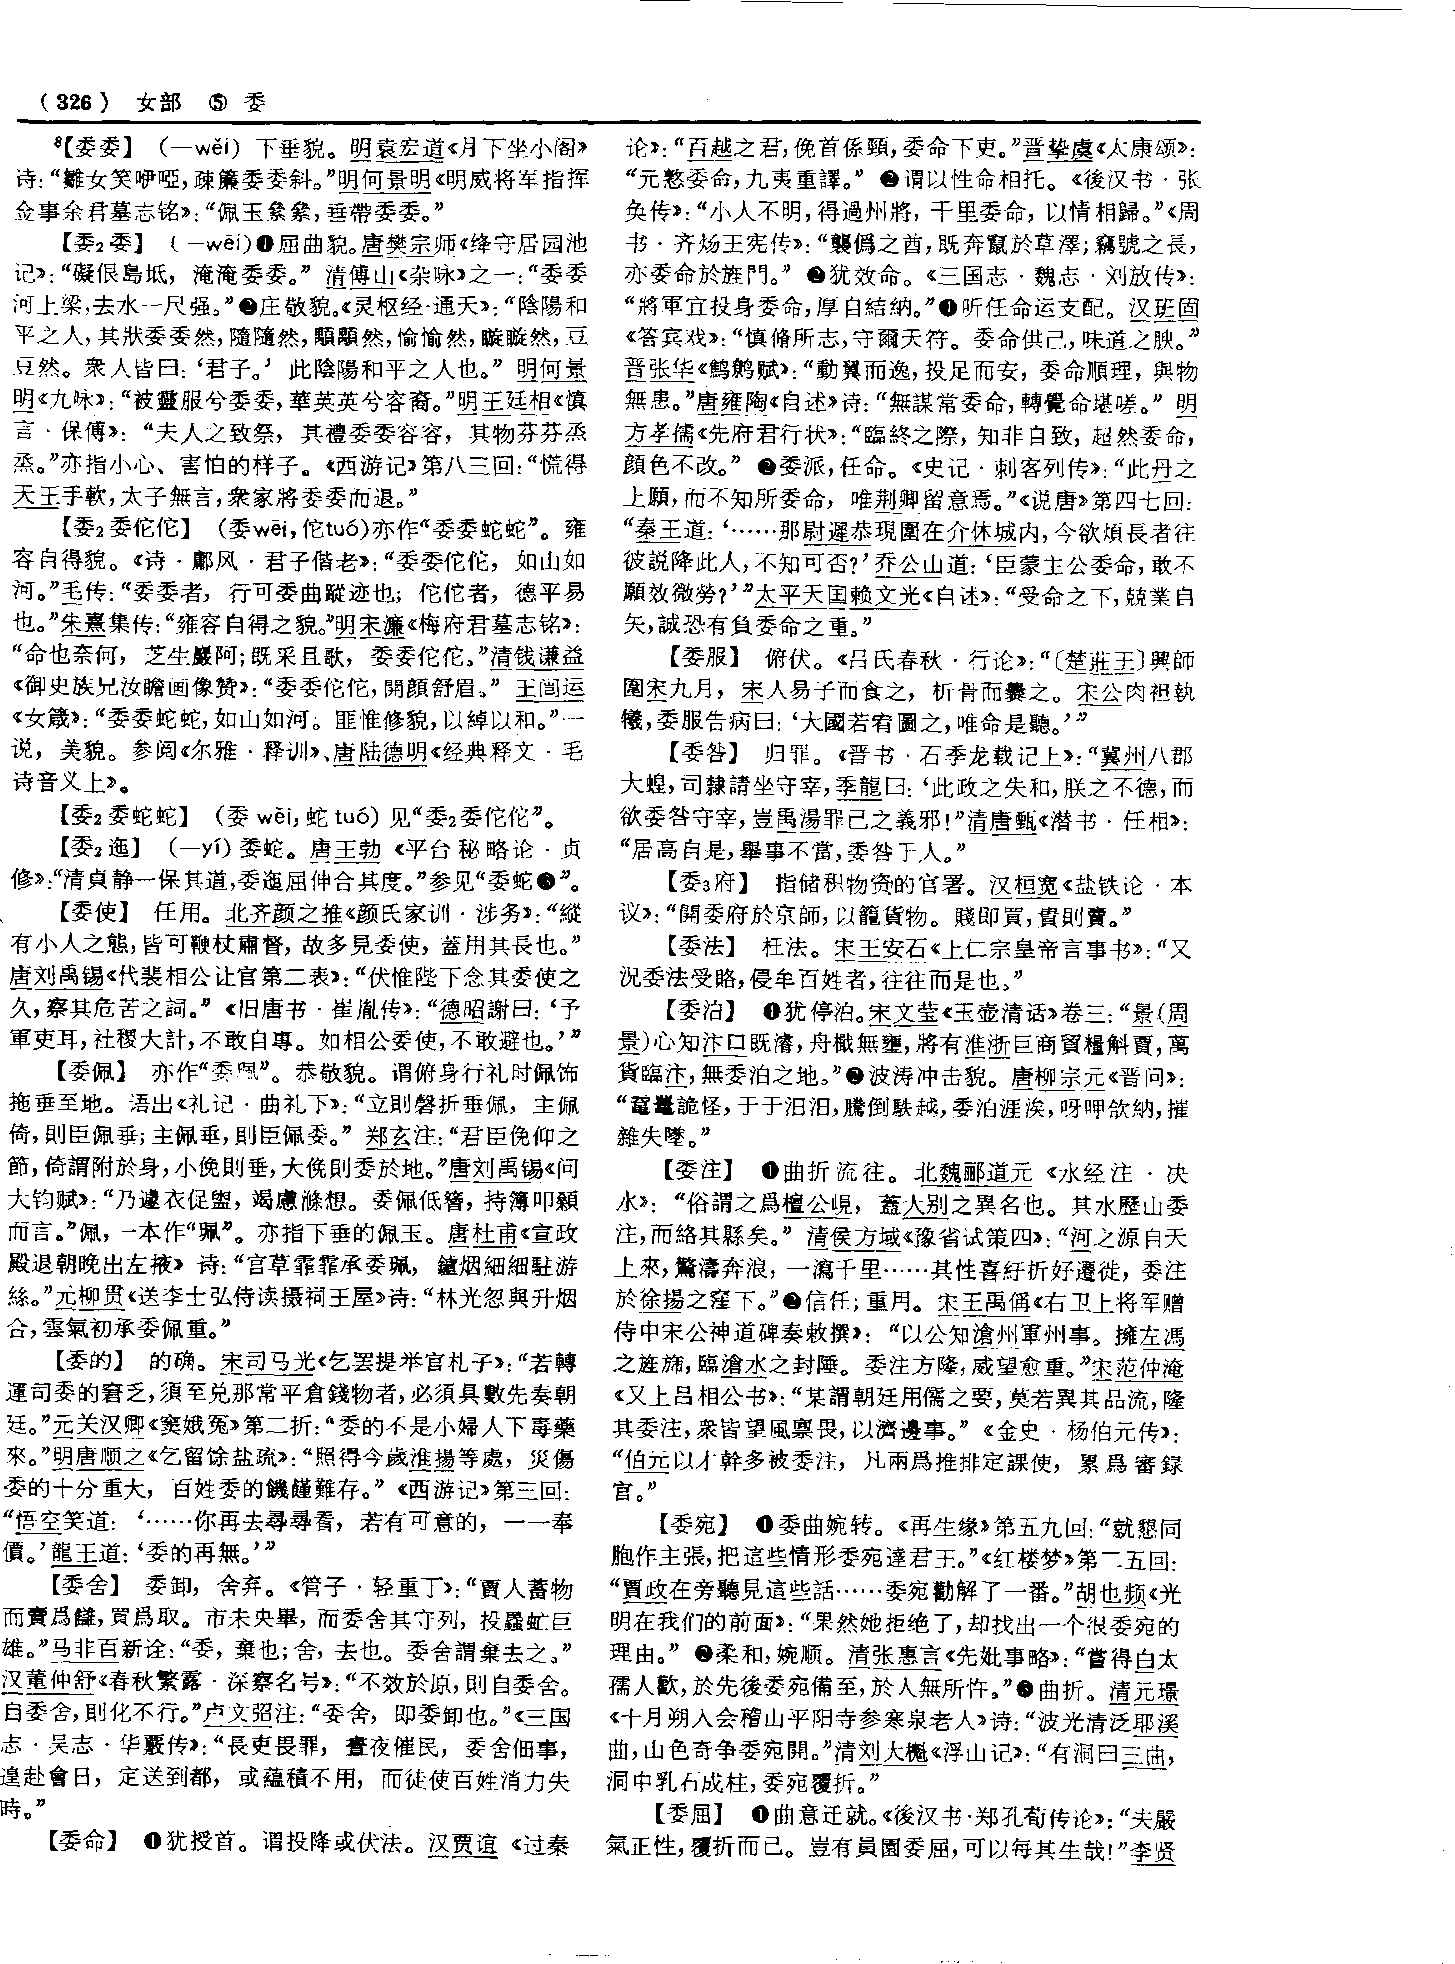 (326) 女部 ⑤ 委
⁸【委委】 (—wěi) 下垂貌。明袁宏道《月下坐小阁》
诗：“雛女笑咿啞，疎簾委委斜。”明何景明《明威将军指挥
佥事余君墓志铭》：“佩玉絫絫，垂帶委委。”
【委₂委】 (—wēi)❶屈曲貌。唐樊宗师《绛守居园池
记》：“礙佷島坻，淹淹委委。” 清傅山《杂咏》之一：“委委
河上梁，去水一尺强。”❷庄敬貌。《灵枢经·通天》：“陰陽和
平之人，其狀委委然，隨隨然，顒顒然，愉愉然，䁢䁢然，豆
豆然。衆人皆曰：‘君子。’ 此陰陽和平之人也。” 明何景
明《九咏》：“被靈服兮委委，華英英兮容裔。”明王廷相《慎
言·保傅》：“夫人之致祭，其禮委委容容，其物芬芬烝
烝。”亦指小心、害怕的样子。《西游记》第八三回：“慌得
天王手軟，太子無言，衆家將委委而退。”
【委₂委佗佗】 (委wēi，佗tuó)亦作“委委蛇蛇”。雍
容自得貌。《诗·鄘风·君子偕老》：“委委佗佗，如山如
河。”毛传：“委委者，行可委曲蹤迹也；佗佗者，德平易
也。”朱熹集传：“雍容自得之貌。”明宋濂《梅府君墓志铭》：
“命也奈何，芝生巖阿；既采且歌，委委佗佗。”清钱谦益
《御史族兄汝瞻画像赞》：“委委佗佗，開顔舒眉。” 王闿运
《女箴》：“委委蛇蛇，如山如河。匪惟修貌，以綽以和。”一
说，美貌。参阅《尔雅·释训》、唐陆德明《经典释文·毛
诗音义上》。
【委₂委蛇蛇】 (委 wēi，蛇 tuó) 见“委₂委佗佗”。
【委₂迤】 (—yí) 委蛇。唐王勃《平台秘略论·贞
修》：“清貞静一保其道，委迤屈伸合其度。”参见“委蛇❸”。
【委使】 任用。北齐颜之推《颜氏家训·涉务》：“縱
有小人之態，皆可鞭杖肅督，故多見委使，蓋用其長也。”
唐刘禹锡《代裴相公让官第二表》：“伏惟陛下念其委使之
久，察其危苦之詞。” 《旧唐书·崔胤传》：“德昭謝曰：‘予
軍吏耳，社稷大計，不敢自專。如相公委使，不敢避也。’”
【委佩】 亦作“委珮”。恭敬貌。谓俯身行礼时佩饰
拖垂至地。语出《礼记·曲礼下》：“立則磬折垂佩，主佩
倚，則臣佩垂；主佩垂，則臣佩委。” 郑玄注：“君臣俛仰之
節，倚謂附於身，小俛則垂，大俛則委於地。”唐刘禹锡《问
大钧赋》：“乃遽衣促盥，竭慮滌想。委佩低簪，持簿叩顙
而言。”佩，一本作“珮”。亦指下垂的佩玉。唐杜甫《宣政
殿退朝晚出左掖》诗：“宫草霏霏承委珮，鑪烟細細駐游
絲。”元柳贯《送李士弘侍读摄祠王屋》诗：“林光忽與升烟
合，雲氣初承委佩重。”
【委的】 的确。宋司马光《乞罢提举官札子》：“若轉
運司委的窘乏，須至兑那常平倉錢物者，必須具數先奏朝
廷。”元关汉卿《窦娥冤》第二折：“委的不是小婦人下毒藥
來。”明唐顺之《乞留馀盐疏》：“照得今歲淮揚等處，災傷
委的十分重大，百姓委的饑饉難存。” 《西游记》第三回：
“悟空笑道：‘……你再去尋尋看，若有可意的，一一奉
價。’龍王道：‘委的再無。’”
【委舍】 委卸，舍弃。《管子·轻重丁》：“賈人蓄物
而賣爲讎，買爲取。市未央畢，而委舍其守列，投蟲虻巨
雄。”马非百新诠：“委，棄也；舍，去也。委舍謂棄去之。”
汉董仲舒《春秋繁露·深察名号》：“不效於原，則自委舍。
自委舍，則化不行。”卢文弨注：“委舍，即委卸也。”《三国
志·吴志·华覈传》：“長吏畏罪，晝夜催民，委舍佃事，
遑赴會日，定送到都，或蘊積不用，而徒使百姓消力失
時。”
【委命】 ❶犹授首。谓投降或伏法。汉贾谊《过秦
论》：“百越之君，俛首係頸，委命下吏。”晋挚虞《太康颂》：
“元憝委命，九夷重譯。” ❷谓以性命相托。《後汉书·张
奂传》：“小人不明，得過州將，千里委命，以情相歸。”《周
书·齐炀王宪传》：“襲僞之酋，既奔竄於草澤；竊號之長，
亦委命於旌門。” ❸犹效命。《三国志·魏志·刘放传》：
“將軍宜投身委命，厚自結納。”❹听任命运支配。汉班固
《答宾戏》：“慎脩所志，守爾天符。委命供己，味道之腴。”
晋张华《鹪鹩赋》：“動翼而逸，投足而安，委命順理，與物
無患。”唐雍陶《自述》诗：“無謀常委命，轉覺命堪嗟。” 明
方孝儒《先府君行状》：“臨終之際，知非自致，超然委命，
顔色不改。” ❺委派，任命。《史记·刺客列传》：“此丹之
上願，而不知所委命，唯荆卿留意焉。”《说唐》第四七回：
“秦王道：‘……那尉遲恭現圍在介休城内，今欲煩長者往
彼説降此人，不知可否？’乔公山道：‘臣蒙主公委命，敢不
願效微勞？’”太平天国赖文光《自述》：“受命之下，兢業自
矢，誠恐有負委命之重。”
【委服】 俯伏。《吕氏春秋·行论》：“〔楚莊王〕興師
圍宋九月，宋人易子而食之，析骨而爨之。宋公肉袒執
犧，委服告病曰：‘大國若宥圖之，唯命是聽。’”
【委咎】 归罪。《晋书·石季龙载记上》：“冀州八郡
大蝗，司隸請坐守宰，季龍曰：‘此政之失和，朕之不德，而
欲委咎守宰，豈禹湯罪己之義邪！”清唐甄《潜书·任相》：
“居高自是，舉事不當，委咎于人。”
【委₃府】 指储积物资的官署。汉桓宽《盐铁论·本
议》：“開委府於京師，以籠貨物。賤即買，貴則賣。”
【委法】 枉法。宋王安石《上仁宗皇帝言事书》：“又
況委法受賂，侵牟百姓者，往往而是也。”
【委泊】 ❶犹停泊。宋文莹《玉壶清话》卷三：“景(周
景)心知汴口既濬，舟檝無壅，將有淮浙巨商貿糧斛賈，萬
貨臨汴，無委泊之地。”❷波涛冲击貌。唐柳宗元《晋问》：
“黿鼉詭怪，于于汩汩，騰倒䟑越，委泊涯涘，呀呷欱納，摧
雜失墜。”
【委注】 ❶曲折流往。北魏郦道元《水经注·决
水》：“俗謂之爲檀公峴，蓋大别之異名也。其水歷山委
注，而絡其縣矣。” 清侯方域《豫省试策四》：“河之源自天
上來，驚濤奔浪，一瀉千里……其性喜紆折好遷徙，委注
於徐揚之窪下。”❷信任；重用。宋王禹偁《右卫上将军赠
侍中宋公神道碑奏敕撰》：“以公知滄州軍州事。擁左馮
之旌旆，臨滄水之封陲。委注方隆，威望愈重。”宋范仲淹
《又上吕相公书》：“某謂朝廷用儒之要，莫若異其品流，隆
其委注，衆皆望風禀畏，以濟邊事。” 《金史·杨伯元传》：
“伯元以才幹多被委注，凡兩爲推排定課使，累爲審録
官。”
【委宛】 ❶委曲婉转。《再生缘》第五九回：“就懇同
胞作主張，把這些情形委宛達君王。”《红楼梦》第一一五回：
“賈政在旁聽見這些話……委宛勸解了一番。”胡也频《光
明在我们的前面》：“果然她拒绝了，却找出一个很委宛的
理由。” ❷柔和，婉顺。清张惠言《先妣事略》：“嘗得白太
孺人歡，於先後委宛備至，於人無所忤。”❸曲折。清元璟
《十月朔入会稽山平阳寺参寒泉老人》诗：“波光清泛耶溪
曲，山色奇争委宛開。”清刘大櫆《浮山记》：“有洞曰三曲，
洞中乳石成柱，委宛覆折。”
【委屈】 ❶曲意迁就。《後汉书·郑孔荀传论》：“夫嚴
氣正性，覆折而已。豈有員園委屈，可以每其生哉！”李贤